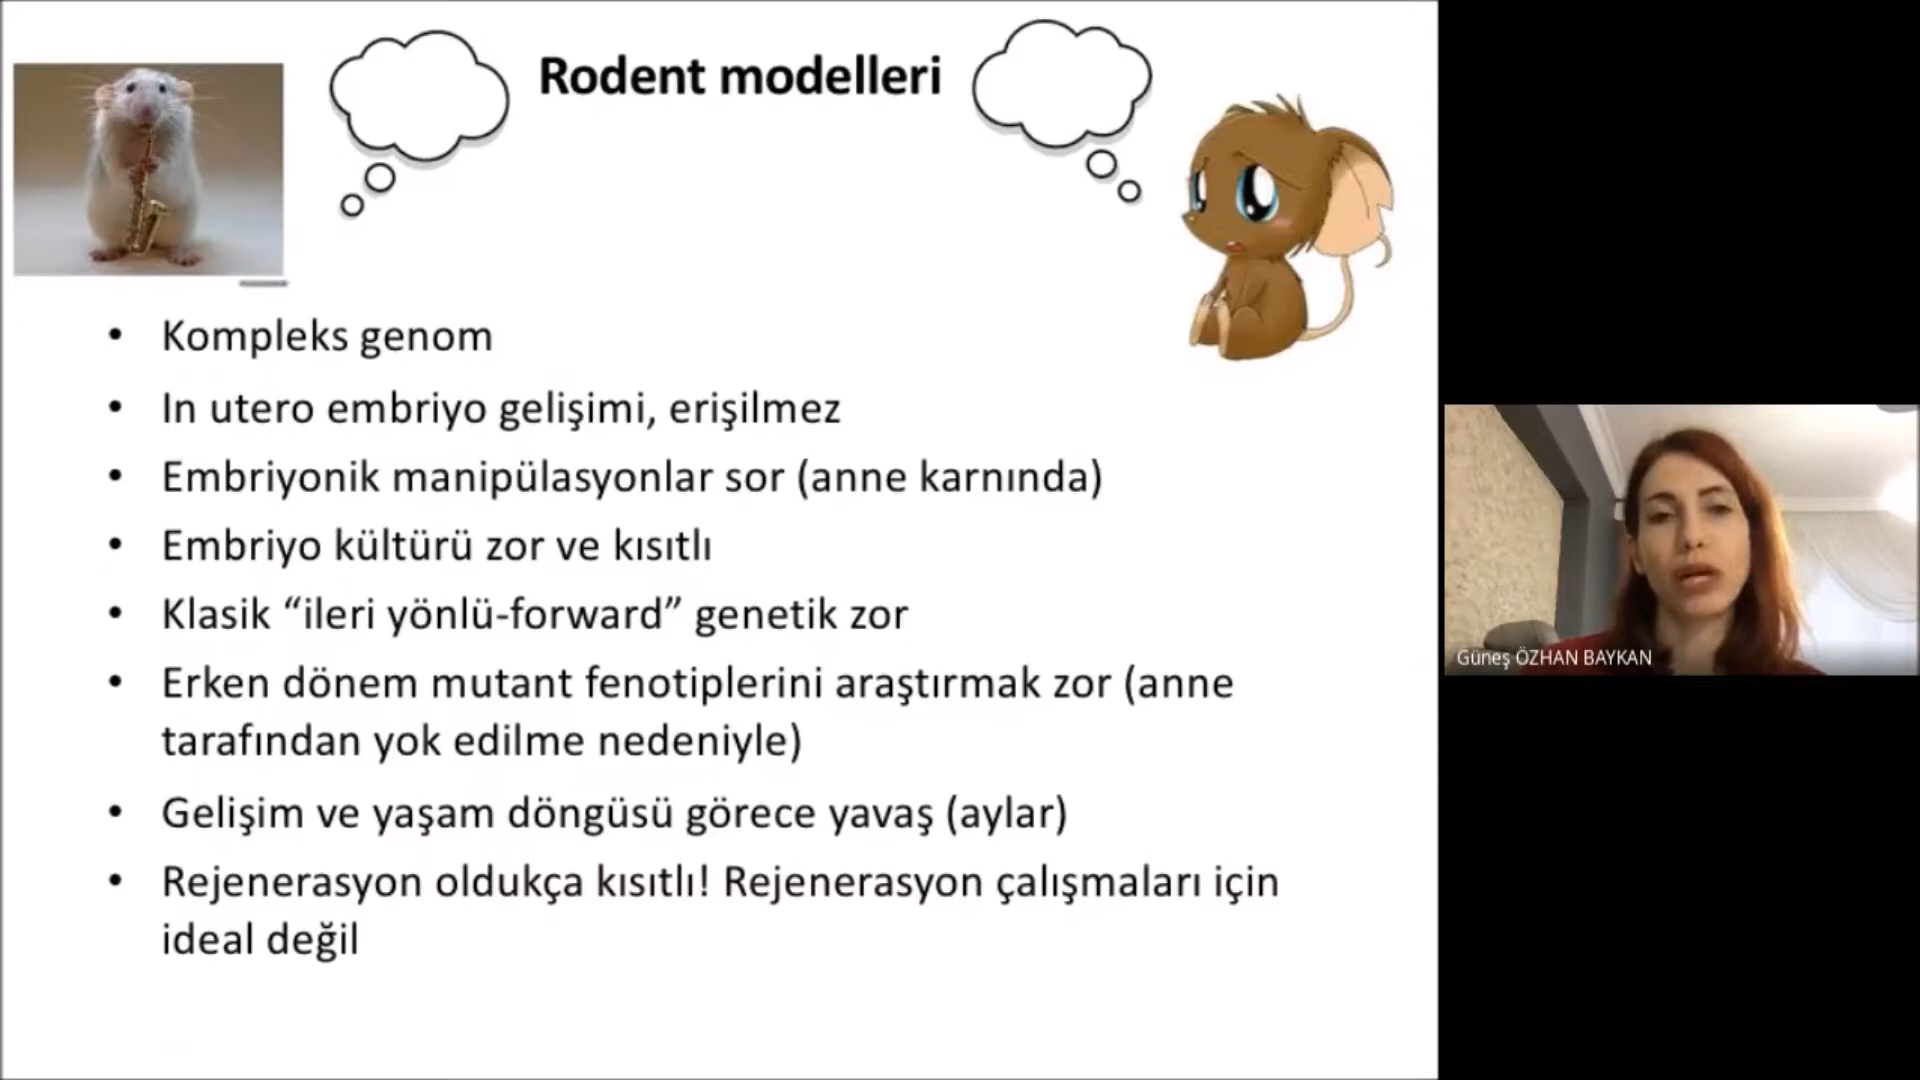 Rodent modelleri
• Kompleks genom
• In utero embriyo gelişimi, erişilmez
• Embriyonik manipülasyonlar sor (anne karnında)
• Embriyo kültürü zor ve kısıtlı
• Klasik “ileri yönlü-forward” genetik zor
• Erken dönem mutant fenotiplerini araştırmak zor (anne
tarafından yok edilme nedeniyle)
• Gelişim ve yaşam döngüsü görece yavaş (aylar)
• Rejenerasyon oldukça kısıtlı! Rejenerasyon çalışmaları için
ideal değil
Güneş ÖZHAN BAYKAN